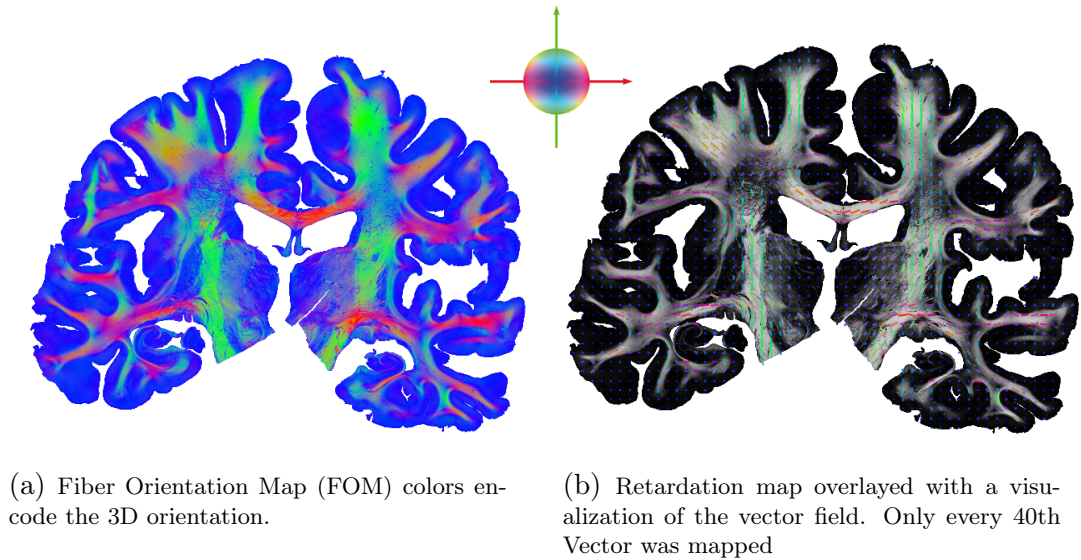 (a) Fiber Orientation Map (FOM) colors en-
code the 3D orientation.
(b) Retardation map overlayed with a visu-
alization of the vector field. Only every 40th
Vector was mapped